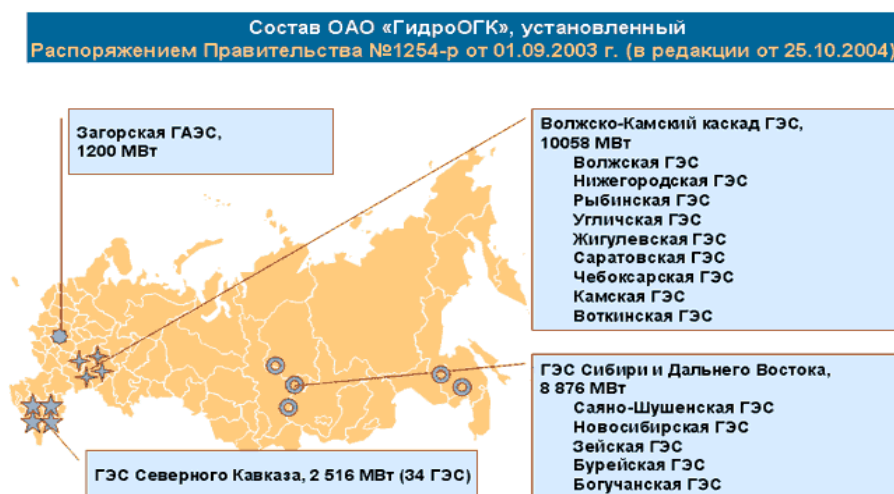 Состав ОАО «ГидроОГК», установленный
Распоряжением Правительства №1254-р от 01.09.2003 г. (в редакции от 25.10.2004)
Загорская ГАЭС,
1200 МВт
Волжско-Камский каскад ГЭС,
10058 МВт
Волжская ГЭС
Нижегородская ГЭС
Рыбинская ГЭС
Угличская ГЭС
Жигулевская ГЭС
Саратовская ГЭС
Чебоксарская ГЭС
Камская ГЭС
Воткинская ГЭС
ГЭС Сибири и Дальнего Востока,
8 876 МВт
Саяно-Шушенская ГЭС
Новосибирская ГЭС
Зейская ГЭС
Бурейская ГЭС
Богучанская ГЭС
ГЭС Северного Кавказа, 2 516 МВт (34 ГЭС)